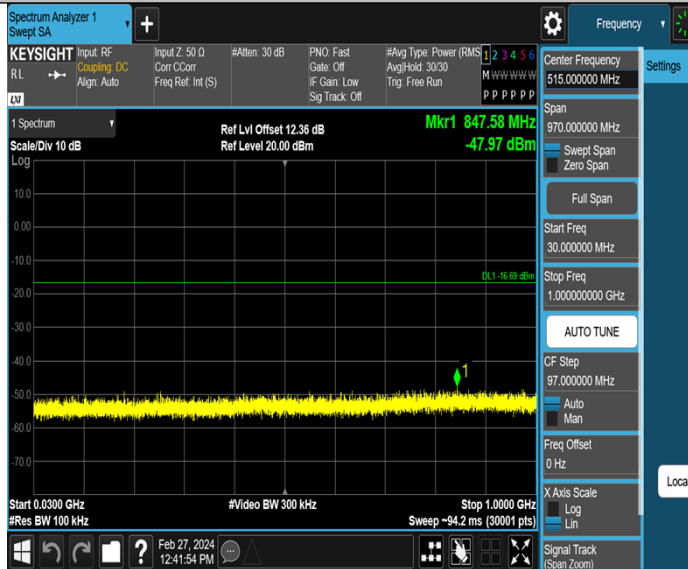 Spectrum Analyzer 1
Swept SA
Frequency
KEYSIGHT
RL
LXI
Input: RF
Coupling: DC
Align: Auto
Input Z: 50 Ω
Corr CCorr
Freq Ref: Int (S)
#Atten: 30 dB
PNO: Fast
Gate: Off
IF Gain: Low
Sig Track: Off
#Avg Type: Power (RMS
Avg|Hold: 30/30
Trig: Free Run
1 2 3 4 5 6
M W W W W W
P P P P P P
1 Spectrum
Scale/Div 10 dB
Log
Ref Lvl Offset 12.36 dB
Ref Level 20.00 dBm
Mkr1 847.58 MHz
-47.97 dBm
10.0
0.00
-10.0
DL1 -16.69 dBm
-20.0
-30.0
-40.0
1
-50.0
-60.0
-70.0
Start 0.0300 GHz
#Res BW 100 kHz
#Video BW 300 kHz
Stop 1.0000 GHz
Sweep ~94.2 ms (30001 pts)
?
Feb 27, 2024
12:41:54 PM
Center Frequency
515.000000 MHz
Span
970.000000 MHz
Swept Span
Zero Span
Full Span
Start Freq
30.000000 MHz
Stop Freq
1.000000000 GHz
AUTO TUNE
CF Step
97.000000 MHz
Auto
Man
Freq Offset
0 Hz
X Axis Scale
Log
Lin
Signal Track
(Span Zoom)
Settings
Loca